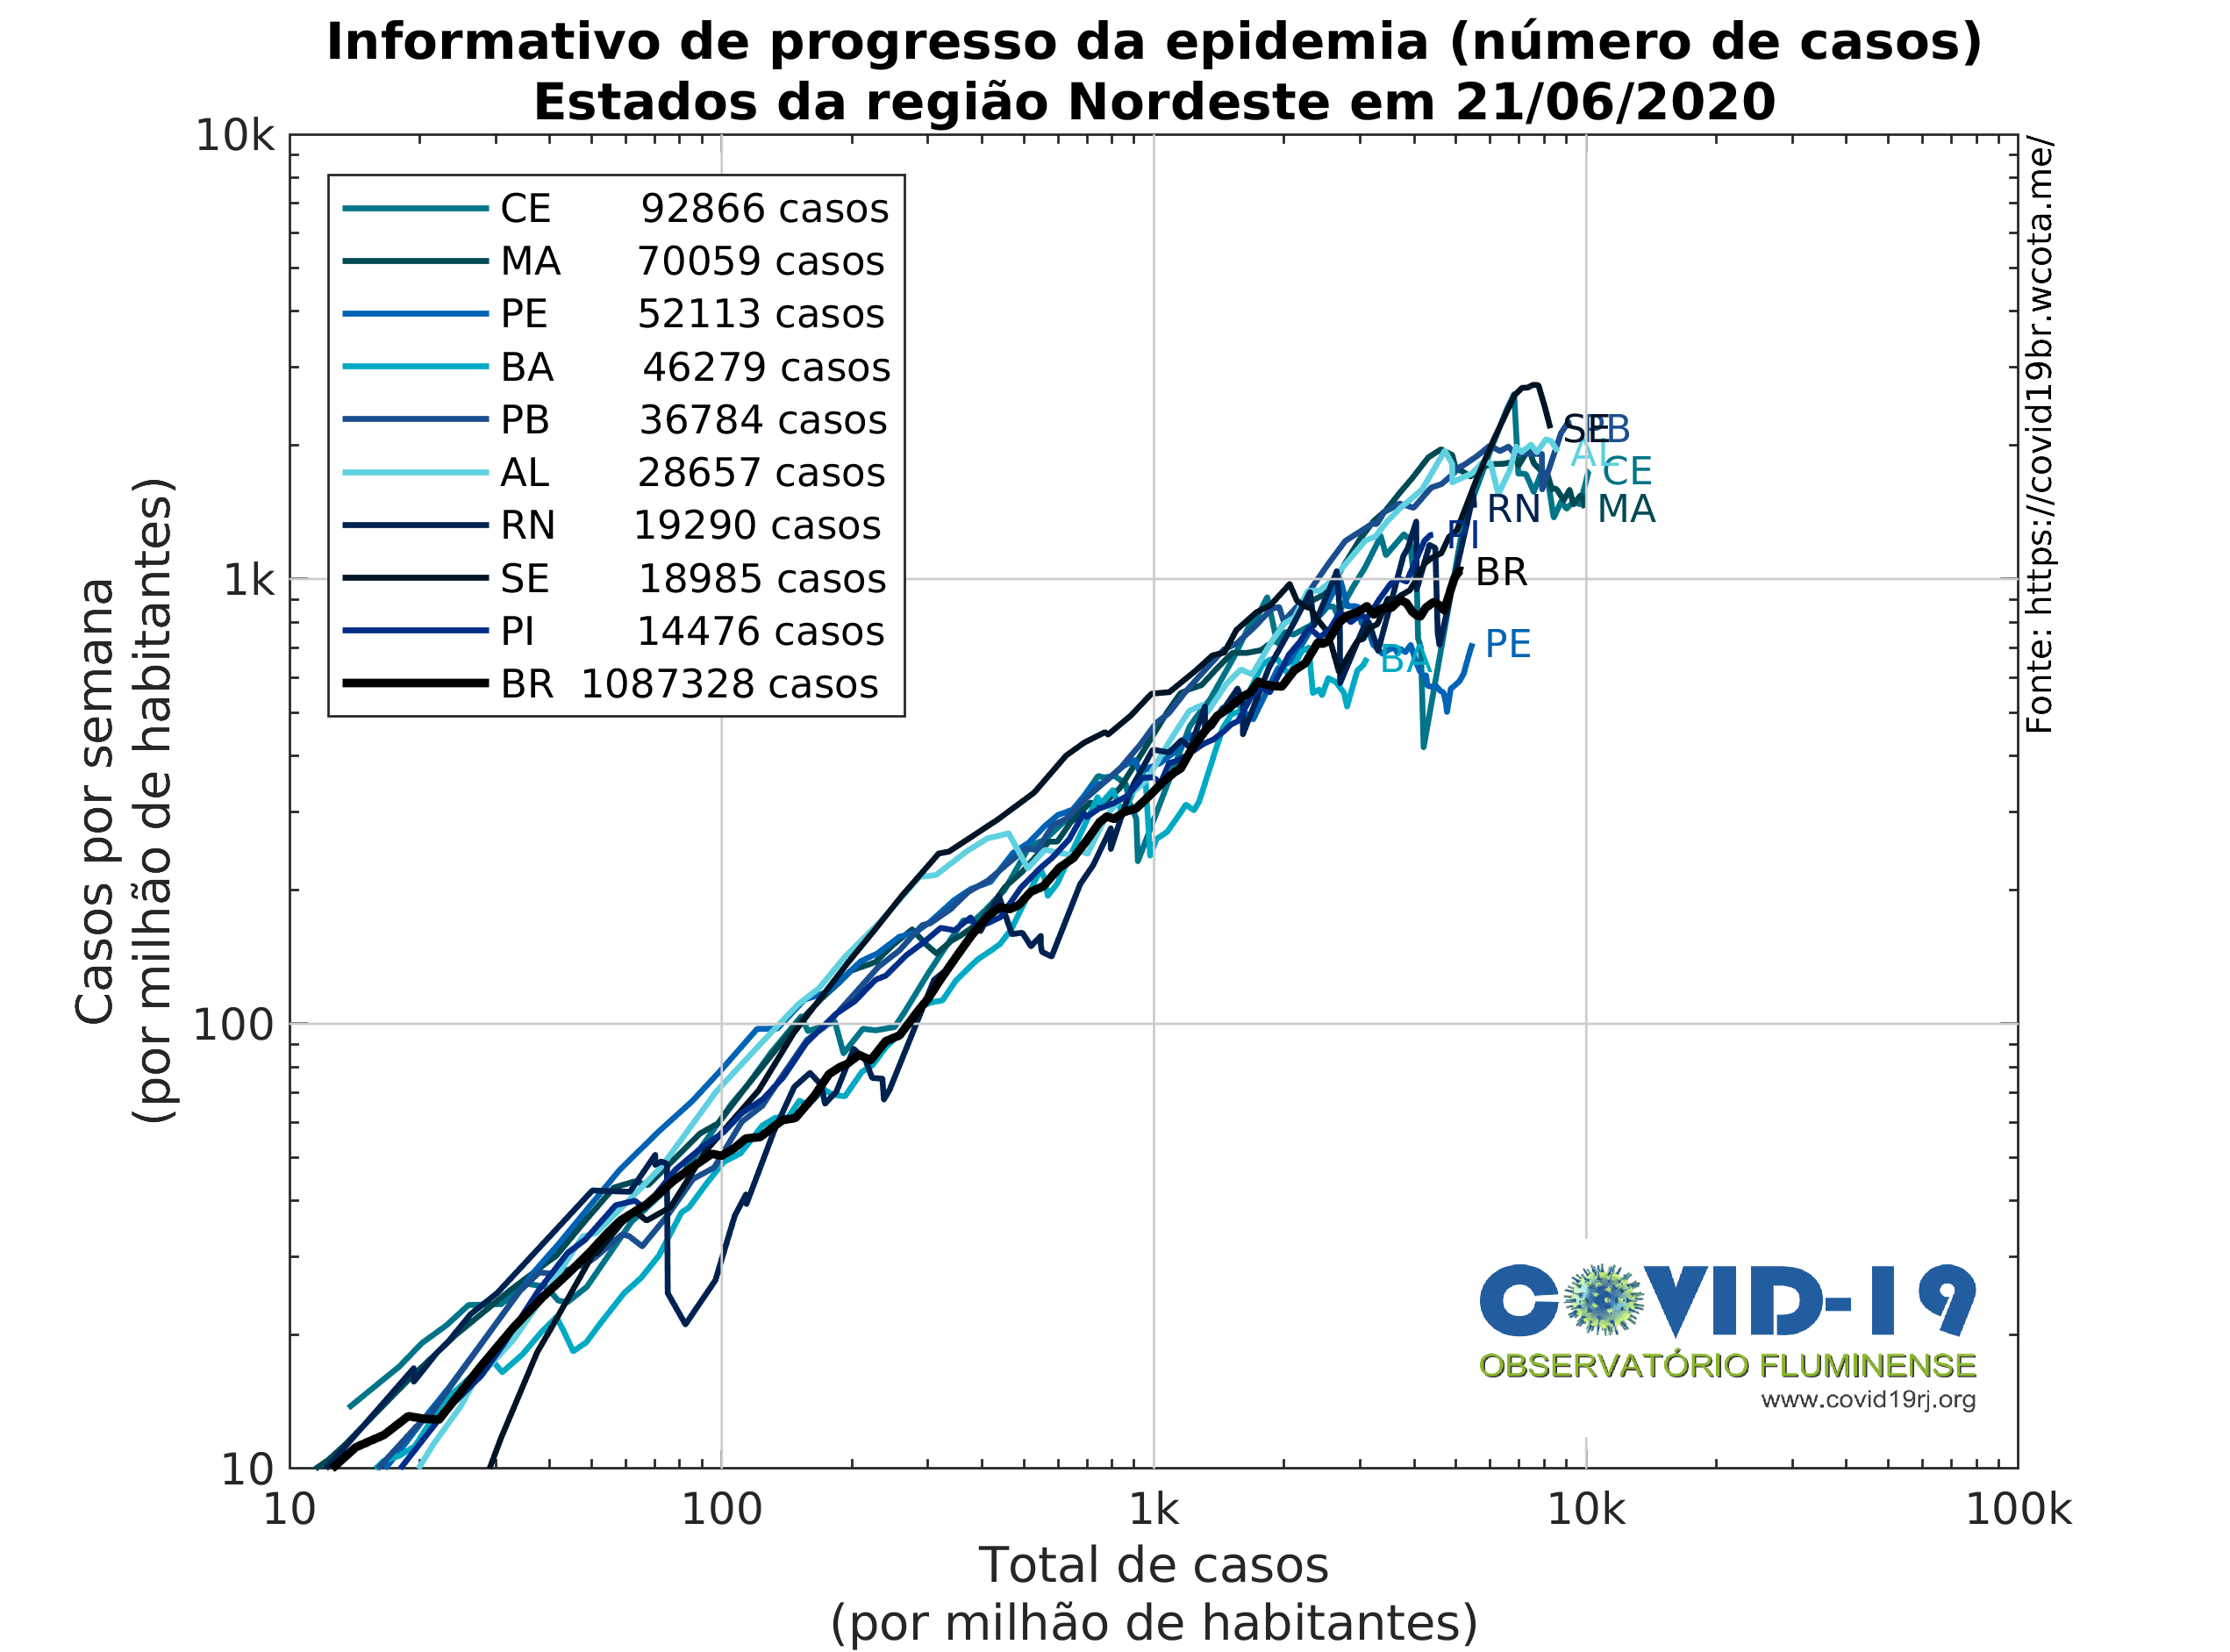 Informativo de progresso da epidemia (número de casos)
Estados da região Nordeste em 21/06/2020
10k
1k
100
10
Casos por semana
(por milhão de habitantes)
CE 92866 casos
MA 70059 casos
PE 52113 casos
BA 46279 casos
PB 36784 casos
AL 28657 casos
RN 19290 casos
SE 18985 casos
PI 14476 casos
BR 1087328 casos
SE
PB
AL
CE
RN
MA
PI
BR
PE
BA
Fonte: https://covid19br.wcota.me/
COVID-19
OBSERVATÓRIO FLUMINENSE
www.covid19rj.org
10
100
1k
10k
100k
Total de casos
(por milhão de habitantes)